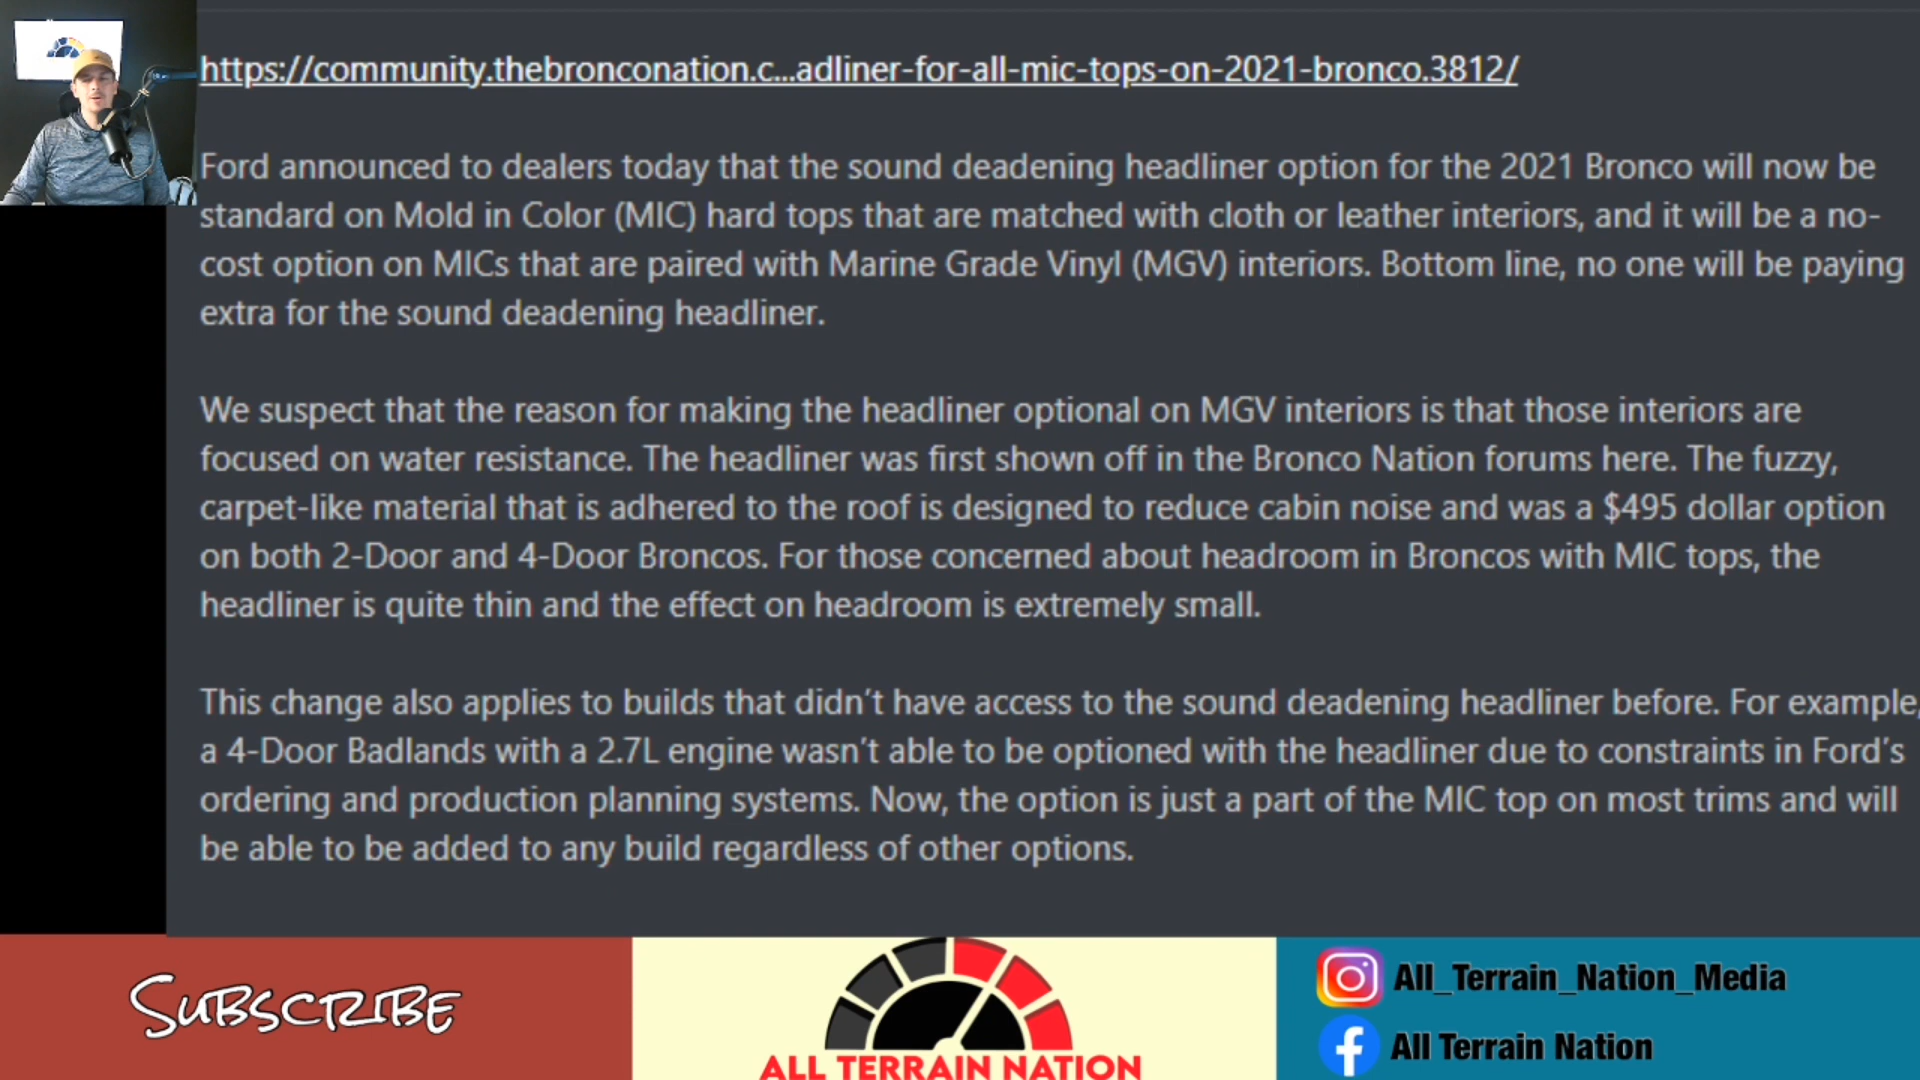 https://community.thebronconation.c...adliner-for-all-mic-tops-on-2021-bronco.3812/
Ford announced to dealers today that the sound deadening headliner option for the 2021 Bronco will now be
standard on Mold in Color (MIC) hard tops that are matched with cloth or leather interiors, and it will be a no-
cost option on MICs that are paired with Marine Grade Vinyl (MGV) interiors. Bottom line, no one will be paying
extra for the sound deadening headliner.
We suspect that the reason for making the headliner optional on MGV interiors is that those interiors are
focused on water resistance. The headliner was first shown off in the Bronco Nation forums here. The fuzzy,
carpet-like material that is adhered to the roof is designed to reduce cabin noise and was a $495 dollar option
on both 2-Door and 4-Door Broncos. For those concerned about headroom in Broncos with MIC tops, the
headliner is quite thin and the effect on headroom is extremely small.
This change also applies to builds that didn't have access to the sound deadening headliner before. For example,
a 4-Door Badlands with a 2.7L engine wasn't able to be optioned with the headliner due to constraints in Ford's
ordering and production planning systems. Now, the option is just a part of the MIC top on most trims and will
be able to be added to any build regardless of other options.
SUBSCRIBE
ALL TERRAIN NATION
All_Terrain_Nation_Media
All Terrain Nation